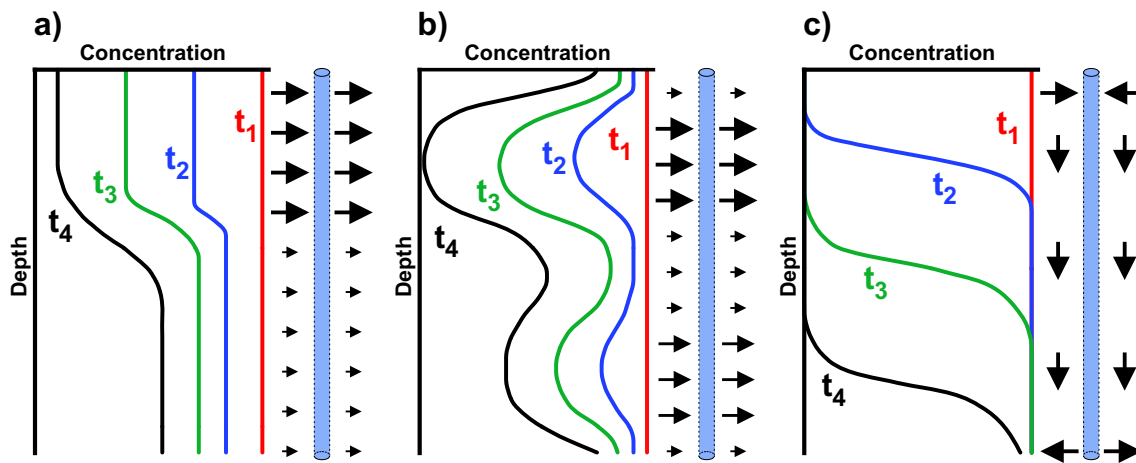 a)
Concentration
Depth
t1
t2
t3
t4
b)
Concentration
Depth
t1
t2
t3
t4
c)
Concentration
Depth
t1
t2
t3
t4